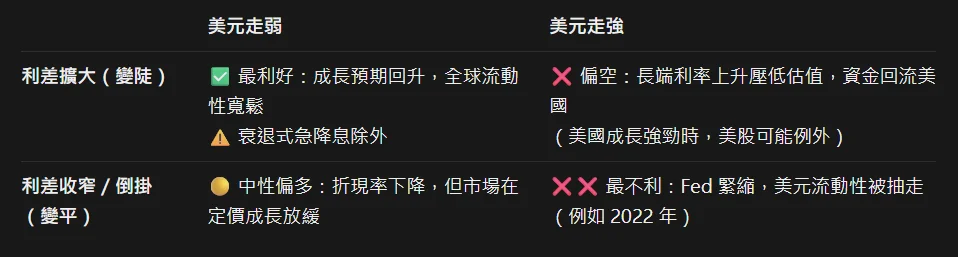 美元走弱
美元走強
利差擴大（變陡）
✅ 最利好：成長預期回升，全球流動
性寬鬆
⚠️ 衰退式急降息除外
❌ 偏空：長端利率上升壓低估值，資金回流美
國
（美國成長強勁時，美股可能例外）
利差收窄 / 倒掛
（變平）
🟡 中性偏多：折現率下降，但市場在
定價成長放緩
❌❌ 最不利：Fed 緊縮，美元流動性被抽走
（例如 2022 年）